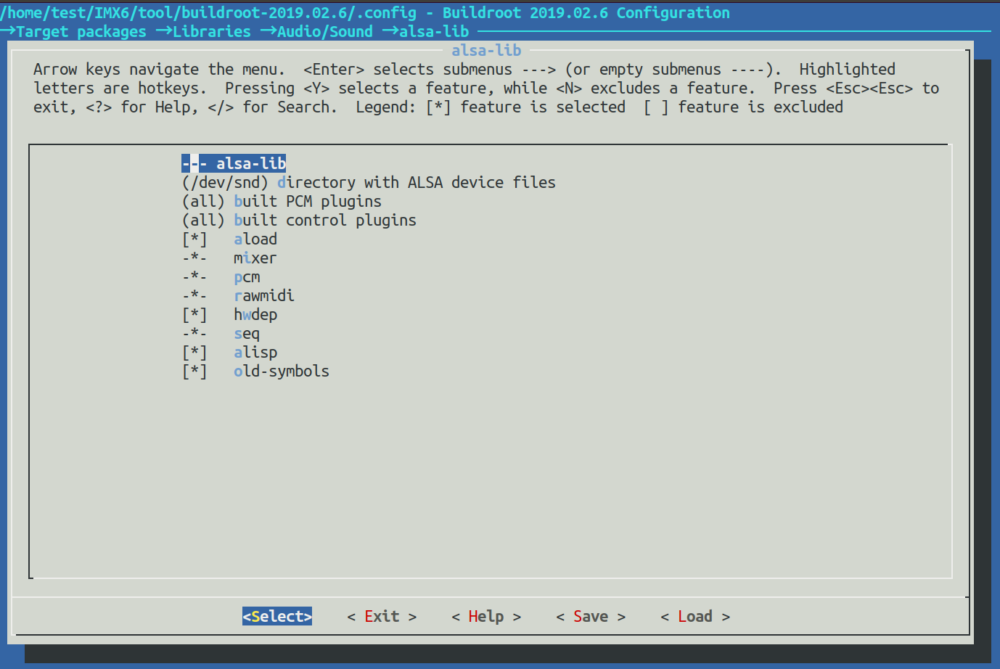 /home/test/IMX6/tool/buildroot-2019.02.6/.config - Buildroot 2019.02.6 Configuration
→Target packages →Libraries →Audio/Sound →alsa-lib
alsa-lib
Arrow keys navigate the menu.  <Enter> selects submenus ---> (or empty submenus ----).  Highlighted
letters are hotkeys.  Pressing <Y> selects a feature, while <N> excludes a feature.  Press <Esc><Esc> to
exit, <?> for Help, </> for Search.  Legend: [*] feature is selected  [ ] feature is excluded
--- alsa-lib
(/dev/snd) directory with ALSA device files
(all) built PCM plugins
(all) built control plugins
[*]   aload
-*-   mixer
-*-   pcm
-*-   rawmidi
[*]   hwdep
-*-   seq
[*]   alisp
[*]   old-symbols
<Select>    < Exit >    < Help >    < Save >    < Load >